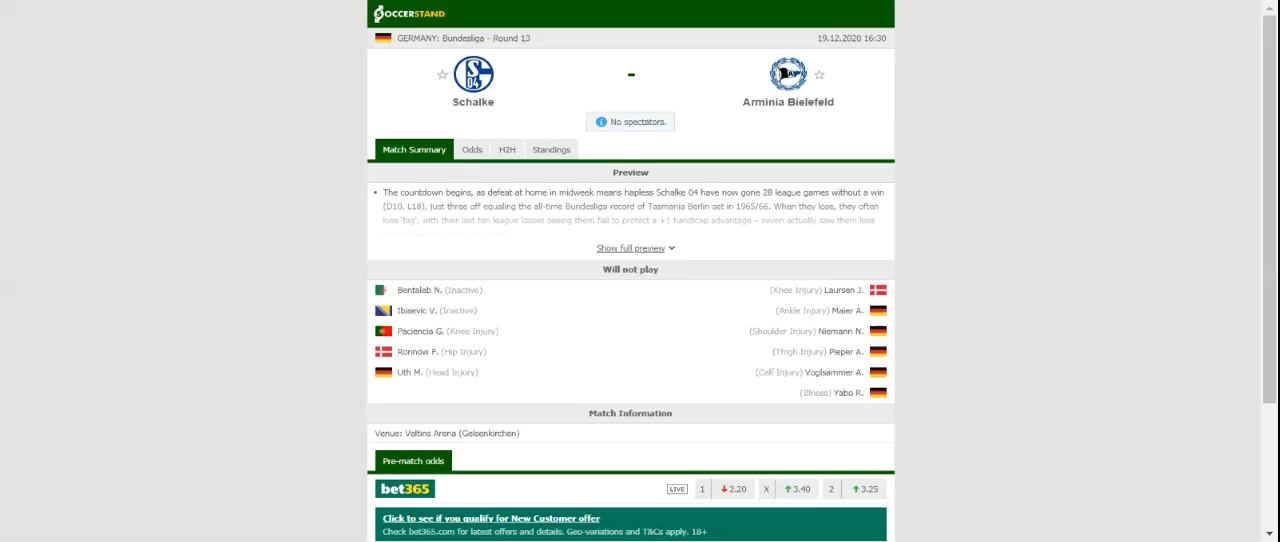 SOCCERSTAND
GERMANY: Bundesliga - Round 13 19.12.2020 16:30
-
Schalke Arminia Bielefeld
No spectators.
Match Summary Odds H2H Standings
Preview
• The countdown begins, as defeat at home in midweek means hapless Schalke 04 have now gone 28 league games without a win
(D10, L18), just three off equaling the all-time Bundesliga record of Tasmania Berlin set in 1965/66. When they lose, they often
lose 'big', with their last ten league losses seeing them fail to protect a +1 handicap advantage – seven actually saw them lose
Show full preview
Will not play
Bentaleb N. (Inactive) (Knee Injury) Laursen J.
Ibisevic V. (Inactive) (Ankle Injury) Maier A.
Paciencia G. (Knee Injury) (Shoulder Injury) Niemann N.
Ronnow F. (Hip Injury) (Thigh Injury) Pieper A.
Uth M. (Head Injury) (Calf Injury) Voglsammer A.
(Illness) Yabo R.
Match Information
Venue: Veltins Arena (Gelsenkirchen)
Pre-match odds
bet365 LIVE 1 2.20 X 3.40 2 3.25
Click to see if you qualify for New Customer offer
Check bet365.com for latest offers and details. Geo-variations and T&Cs apply. 18+